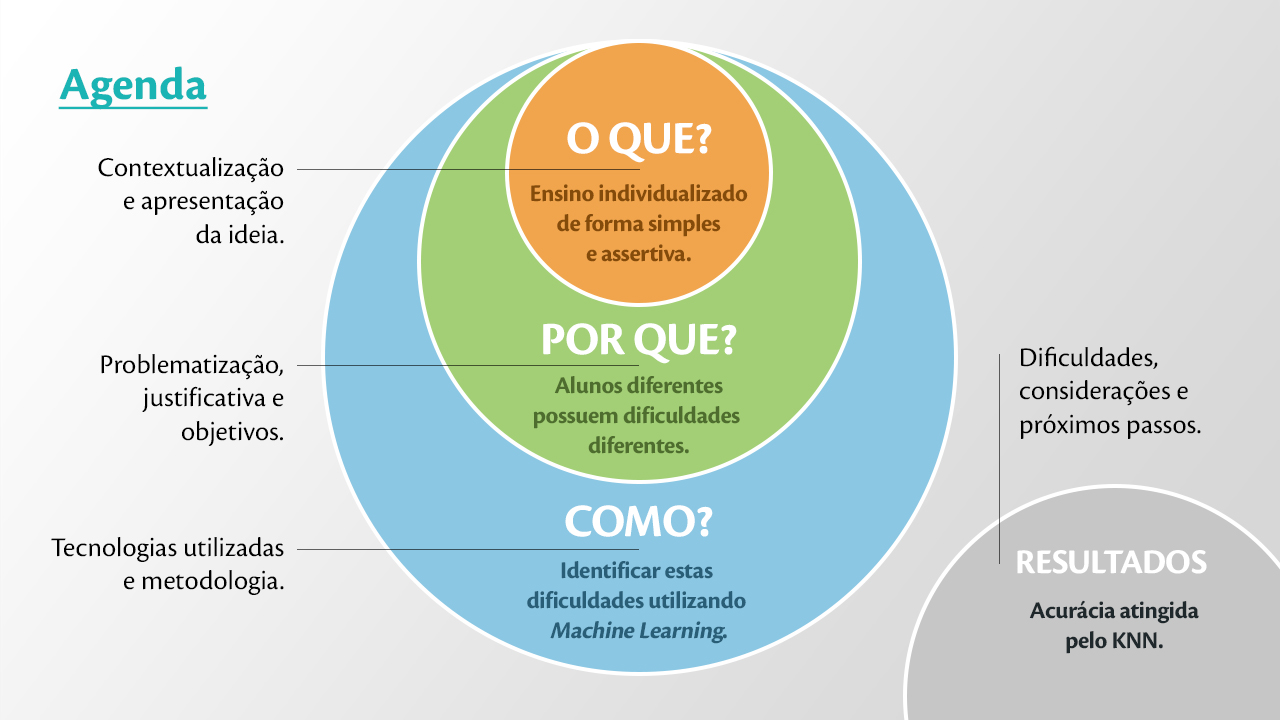 Agenda
Contextualização
e apresentação
da ideia.
O QUE?
Ensino individualizado
de forma simples
e assertiva.
Problematização,
justificativa e
objetivos.
POR QUE?
Alunos diferentes
possuem dificuldades
diferentes.
Tecnologias utilizadas
e metodologia.
COMO?
Identificar estas
dificuldades utilizando
Machine Learning.
Dificuldades,
considerações e
próximos passos.
RESULTADOS
Acurácia atingida
pelo KNN.